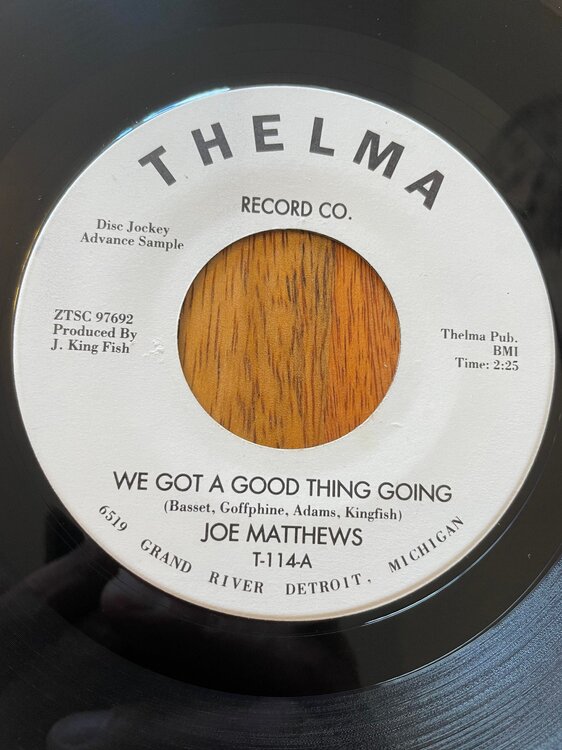 THELMA
RECORD CO.
Disc Jockey
Advance Sample
ZTSC 97692
Produced By
J. King Fish
Thelma Pub.
BMI
Time: 2:25
WE GOT A GOOD THING GOING
(Basset, Goffphine, Adams, Kingfish)
JOE MATTHEWS
T-114-A
6519 GRAND RIVER DETROIT, MICHIGAN